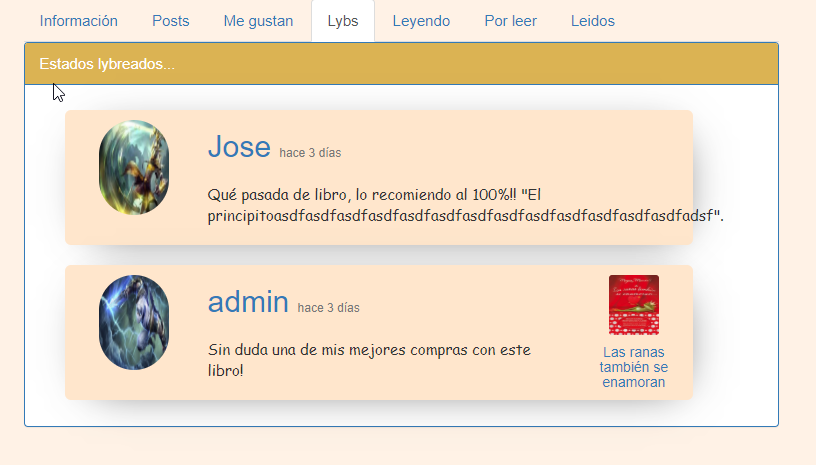 Información Posts Me gustan Lybs Leyendo Por leer Leidos
Estados lybreados...
Jose hace 3 días
Qué pasada de libro, lo recomiendo al 100%!! "El
principitoasdfasdfasdfasdfasdfasdfasdfasdfasdfasdfasdfasdfadsf".
admin hace 3 días
Sin duda una de mis mejores compras con este
libro!
Las ranas
también se
enamoran